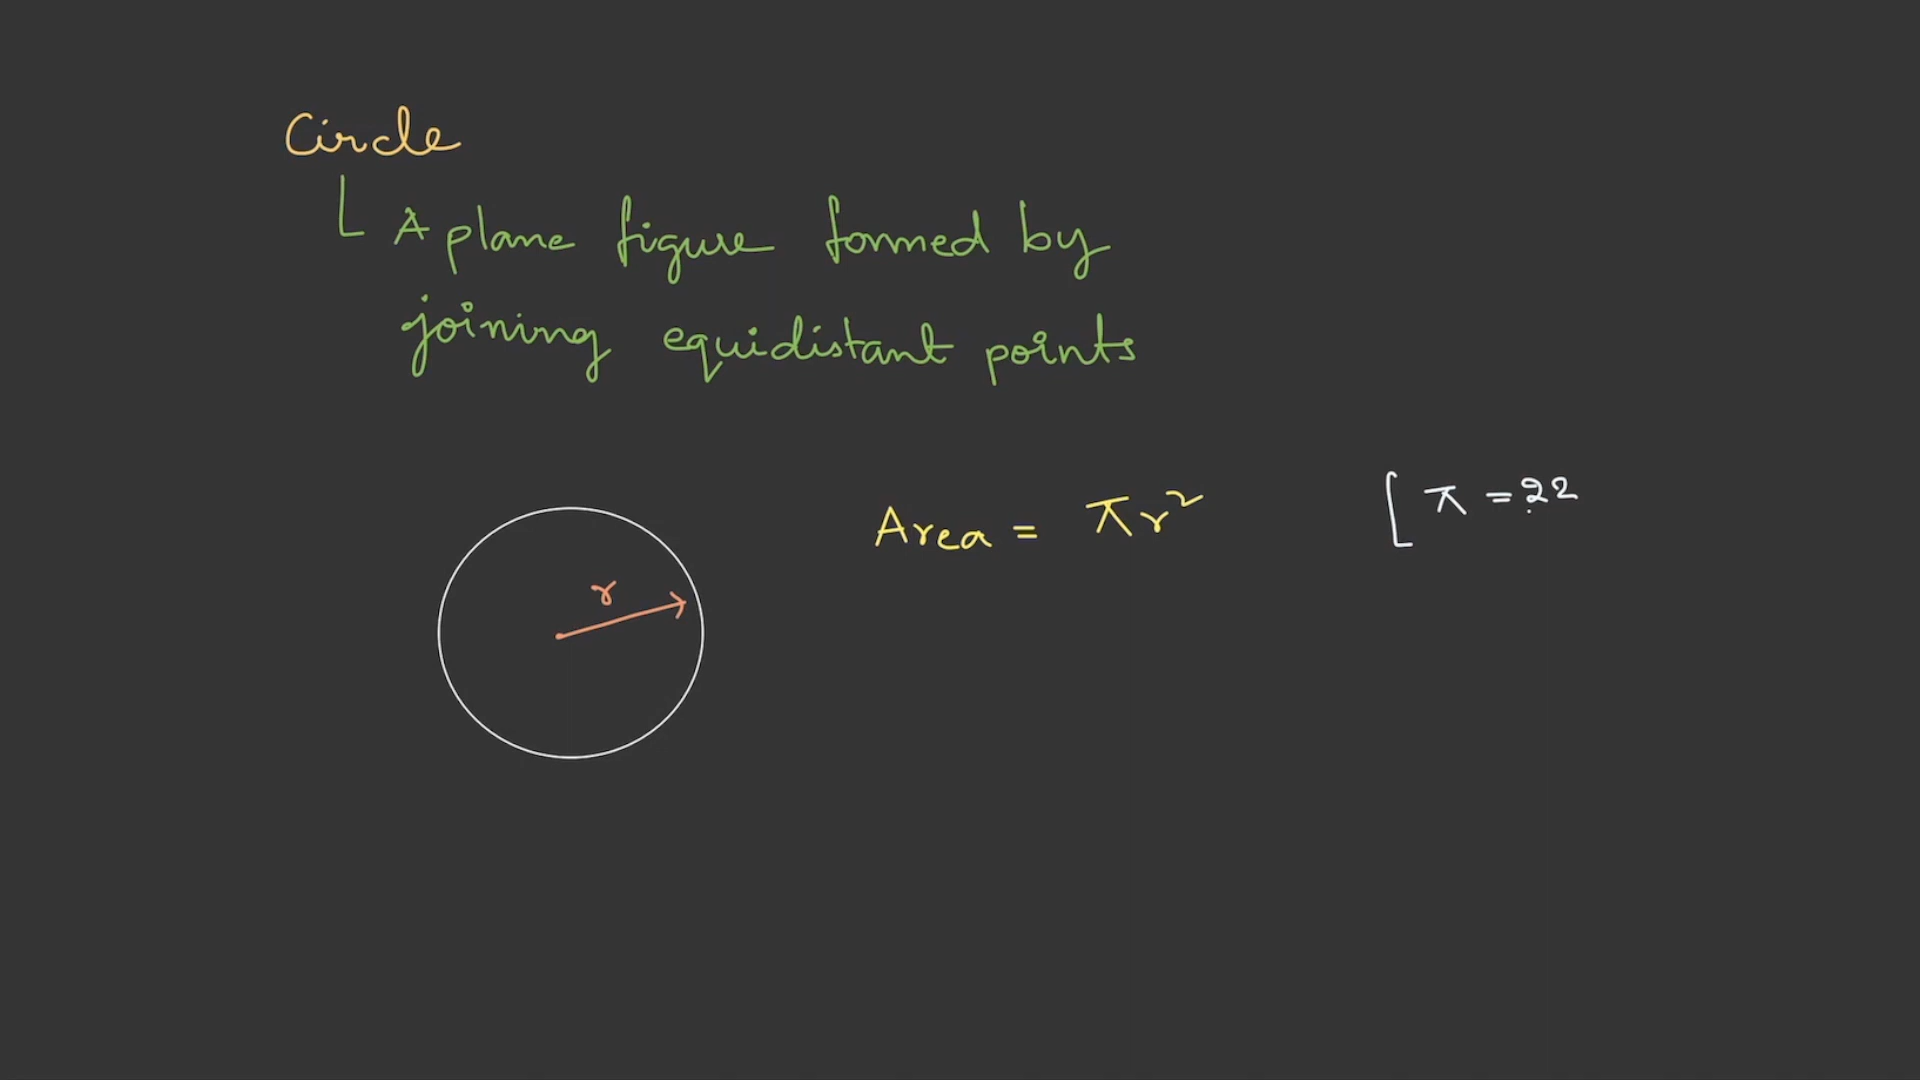 Circle
A plane figure formed by
joining equidistant points
Area = πr²
[ π = 22
r